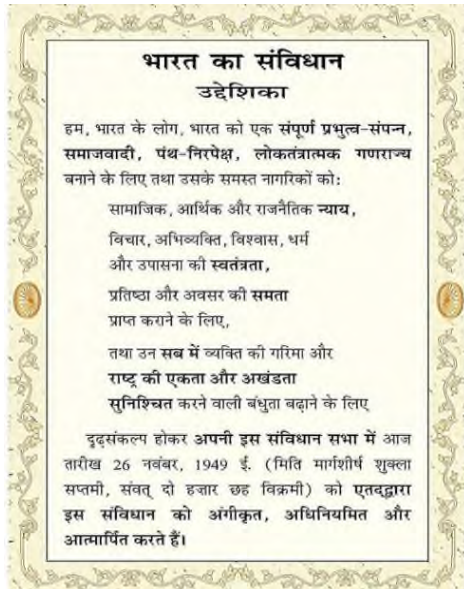 भारत का संविधान
उद्देशिका
हम, भारत के लोग, भारत को एक संपूर्ण प्रभुत्व-संपन्न,
समाजवादी, पंथ-निरपेक्ष, लोकतंत्रात्मक गणराज्य
बनाने के लिए तथा उसके समस्त नागरिकों को:
सामाजिक, आर्थिक और राजनैतिक न्याय,
विचार, अभिव्यक्ति, विश्वास, धर्म
और उपासना की स्वतंत्रता,
प्रतिष्ठा और अवसर की समता
प्राप्त कराने के लिए,
तथा उन सब में व्यक्ति की गरिमा और
राष्ट्र की एकता और अखंडता
सुनिश्चित करने वाली बंधुता बढ़ाने के लिए
दृढ़संकल्प होकर अपनी इस संविधान सभा में आज
तारीख 26 नवंबर, 1949 ई. (मिति मार्गशीर्ष शुक्ला
सप्तमी, संवत् दो हजार छह विक्रमी) को एतद्द्वारा
इस संविधान को अंगीकृत, अधिनियमित और
आत्मार्पित करते हैं।